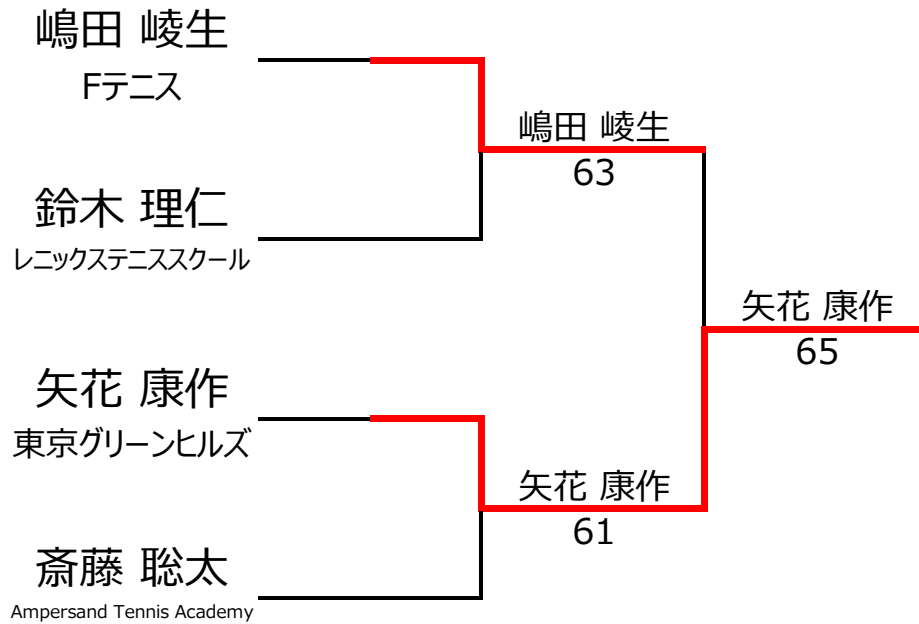 嶋田 崚生
Fテニス
嶋田 崚生
63
鈴木 理仁
レニックステニススクール
矢花 康作
65
矢花 康作
東京グリーンヒルズ
矢花 康作
61
斎藤 聡太
Ampersand Tennis Academy